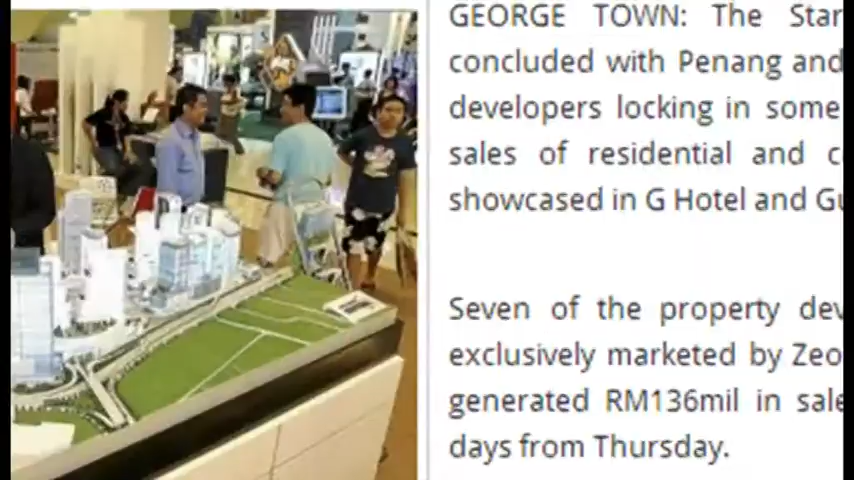 GEORGE TOWN: The Star
concluded with Penang and
developers locking in some
sales of residential and
showcased in G Hotel and
Seven of the property
exclusively marketed by
generated RM136mil in
days from Thursday.